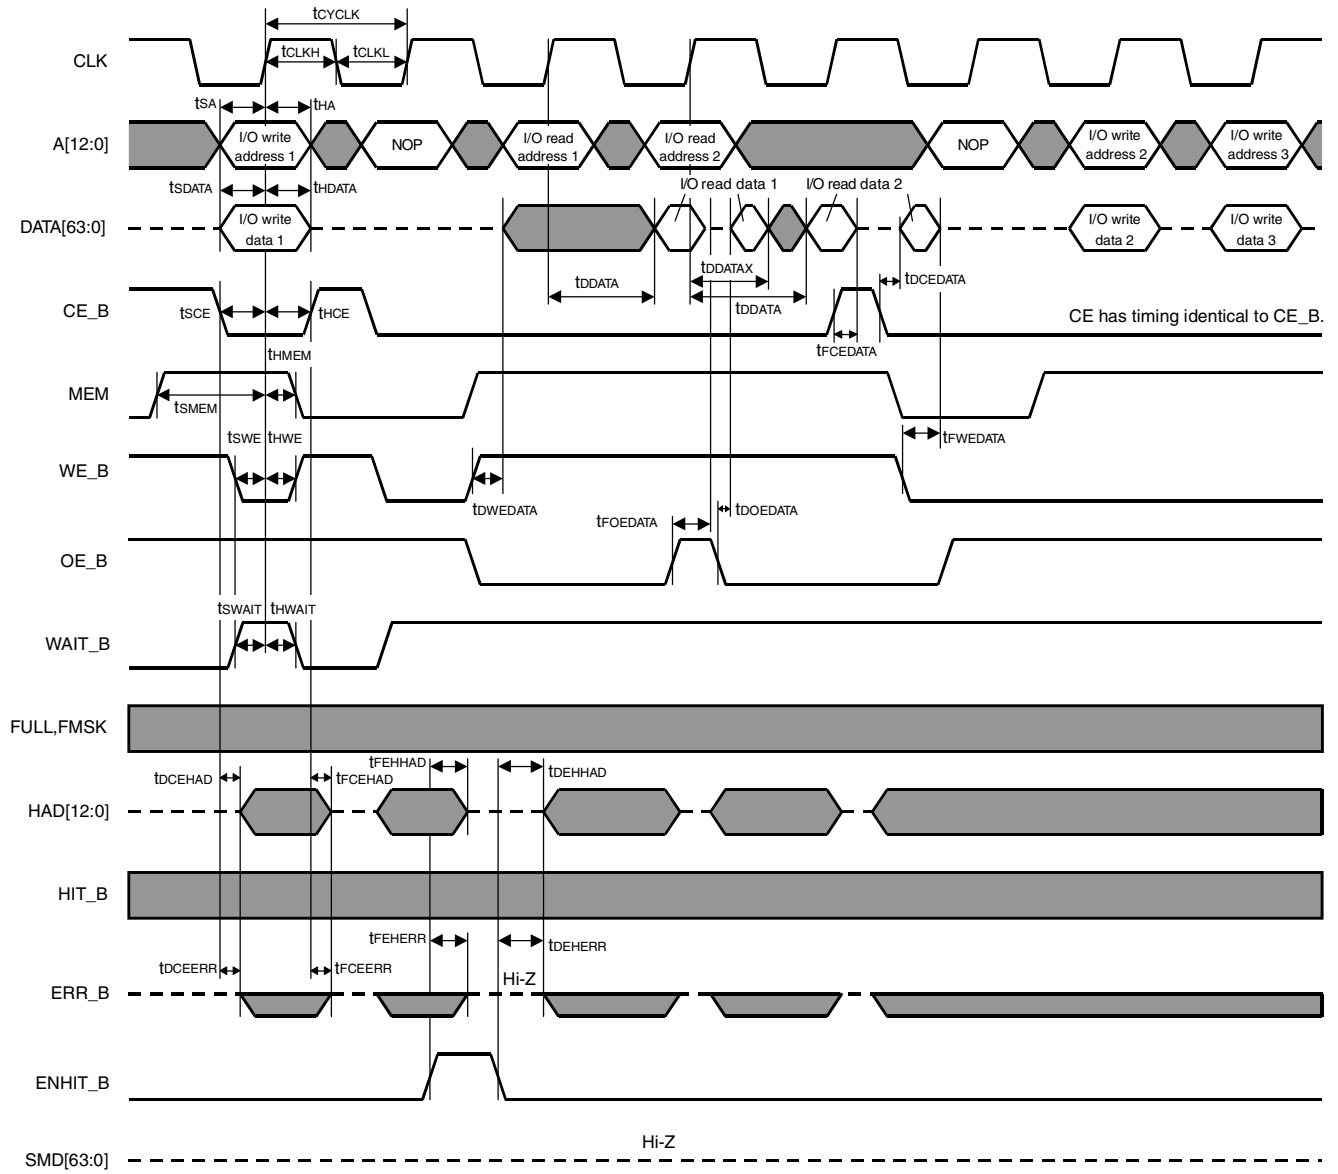 tCYCLK
CLK
tCLKH
tCLKL
tSA
tHA
A[12:0]
I/O write
address 1
NOP
I/O read
address 1
I/O read
address 2
NOP
I/O write
address 2
I/O write
address 3
tSDATA
tHDATA
I/O read data 1
I/O read data 2
DATA[63:0]
I/O write
data 1
I/O write
data 2
I/O write
data 3
tDDATA
tDDATAX
tDDATA
tDCEDATA
CE_B
tSCE
tHCE
CE has timing identical to CE_B.
tFCEDATA
tHMEM
MEM
tSMEM
tSWE
tHWE
tFWEDATA
WE_B
tDWEDATA
tFOEDATA
tDOEDATA
OE_B
tSWAIT
tHWAIT
WAIT_B
FULL,FMSK
tDCEHAD
tFCEHAD
tFEHHAD
tDEHHAD
HAD[12:0]
HIT_B
tFEHERR
tDEHERR
tDCEERR
tFCEERR
Hi-Z
ERR_B
ENHIT_B
Hi-Z
SMD[63:0]